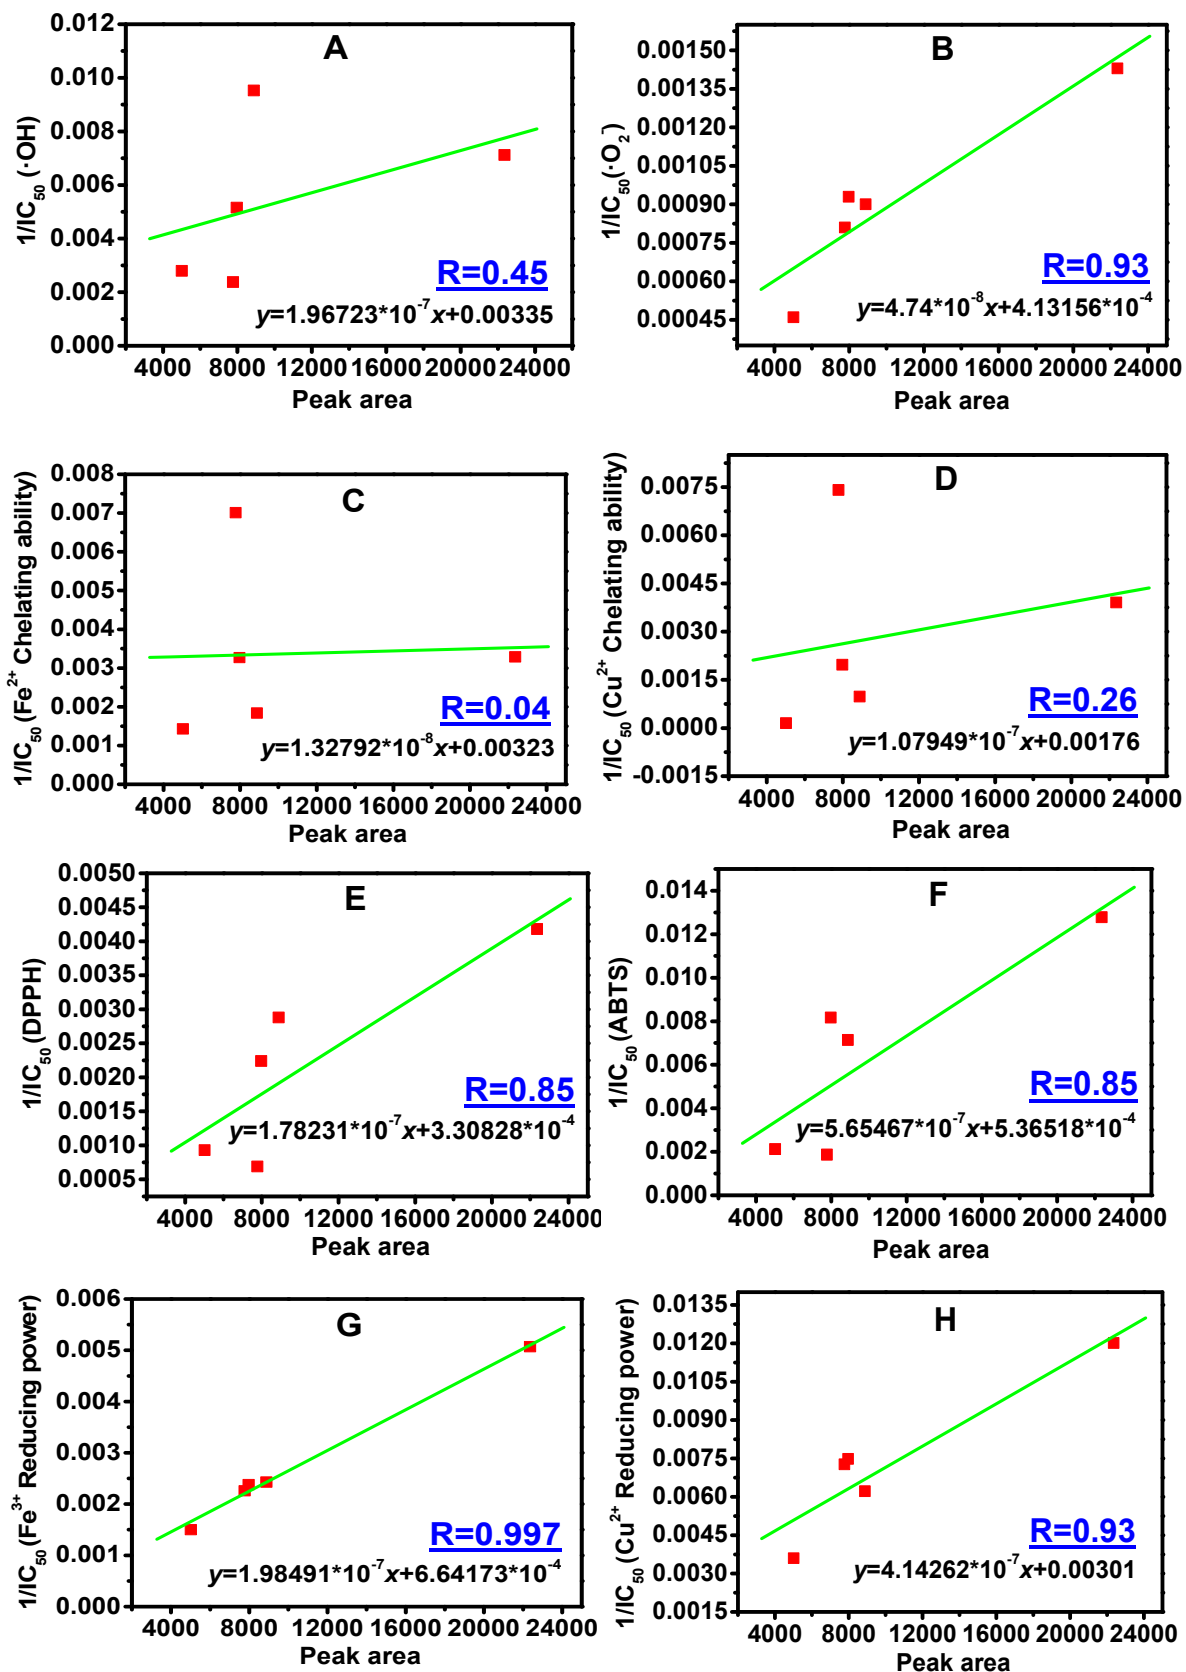 A
1/IC50 (·OH)
0.012
0.010
0.008
0.006
0.004
0.002
0.000
R=0.45
y=1.96723*10-7x+0.00335
4000 8000 12000 16000 20000 24000
Peak area
B
1/IC50(·O2-)
0.00150
0.00135
0.00120
0.00105
0.00090
0.00075
0.00060
0.00045
R=0.93
y=4.74*10-8x+4.13156*10-4
4000 8000 12000 16000 20000 24000
Peak area
C
1/IC50 (Fe2+ Chelating ability)
0.008
0.007
0.006
0.005
0.004
0.003
0.002
0.001
0.000
R=0.04
y=1.32792*10-8x+0.00323
4000 8000 12000 16000 20000 24000
Peak area
D
1/IC50 (Cu2+ Chelating ability)
0.0075
0.0060
0.0045
0.0030
0.0015
0.0000
-0.0015
R=0.26
y=1.07949*10-7x+0.00176
4000 8000 12000 16000 20000 24000
Peak area
E
1/IC50 (DPPH)
0.0050
0.0045
0.0040
0.0035
0.0030
0.0025
0.0020
0.0015
0.0010
0.0005
R=0.85
y=1.78231*10-7x+3.30828*10-4
4000 8000 12000 16000 20000 24000
Peak area
F
1/IC50 (ABTS)
0.014
0.012
0.010
0.008
0.006
0.004
0.002
0.000
R=0.85
y=5.65467*10-7x+5.36518*10-4
4000 8000 12000 16000 20000 24000
Peak area
G
1/IC50 (Fe3+ Reducing power)
0.006
0.005
0.004
0.003
0.002
0.001
0.000
R=0.997
y=1.98491*10-7x+6.64173*10-4
4000 8000 12000 16000 20000 24000
Peak area
H
1/IC50 (Cu2+ Reducing power)
0.0135
0.0120
0.0105
0.0090
0.0075
0.0060
0.0045
0.0030
0.0015
R=0.93
y=4.14262*10-7x+0.00301
4000 8000 12000 16000 20000 24000
Peak area